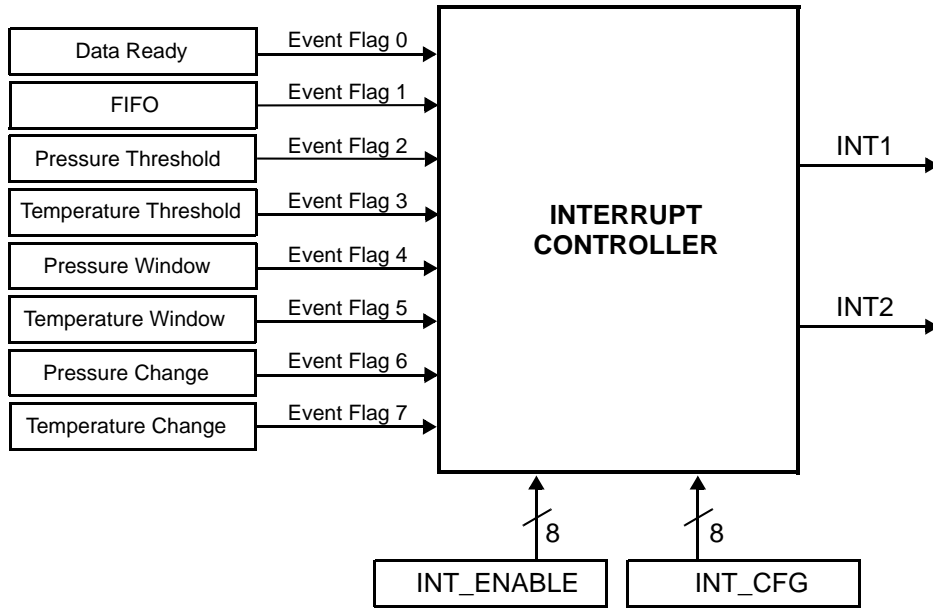 Data Ready
Event Flag 0
FIFO
Event Flag 1
Pressure Threshold
Event Flag 2
Temperature Threshold
Event Flag 3
Pressure Window
Event Flag 4
Temperature Window
Event Flag 5
Pressure Change
Event Flag 6
Temperature Change
Event Flag 7
INTERRUPT
CONTROLLER
INT1
INT2
8
8
INT_ENABLE
INT_CFG